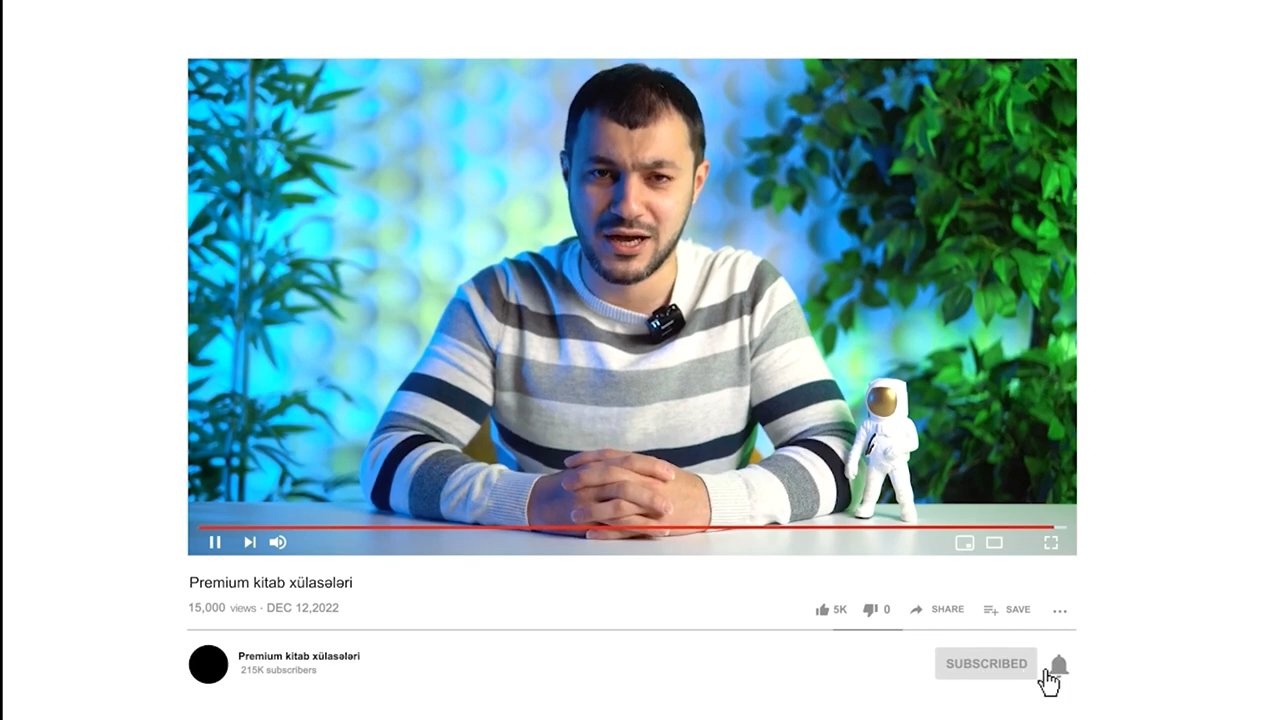 Premium kitab xülasələri
15,000 views · DEC 12,2022
5K 0 SHARE SAVE ...
Premium kitab xülasələri
215K subscribers
SUBSCRIBED